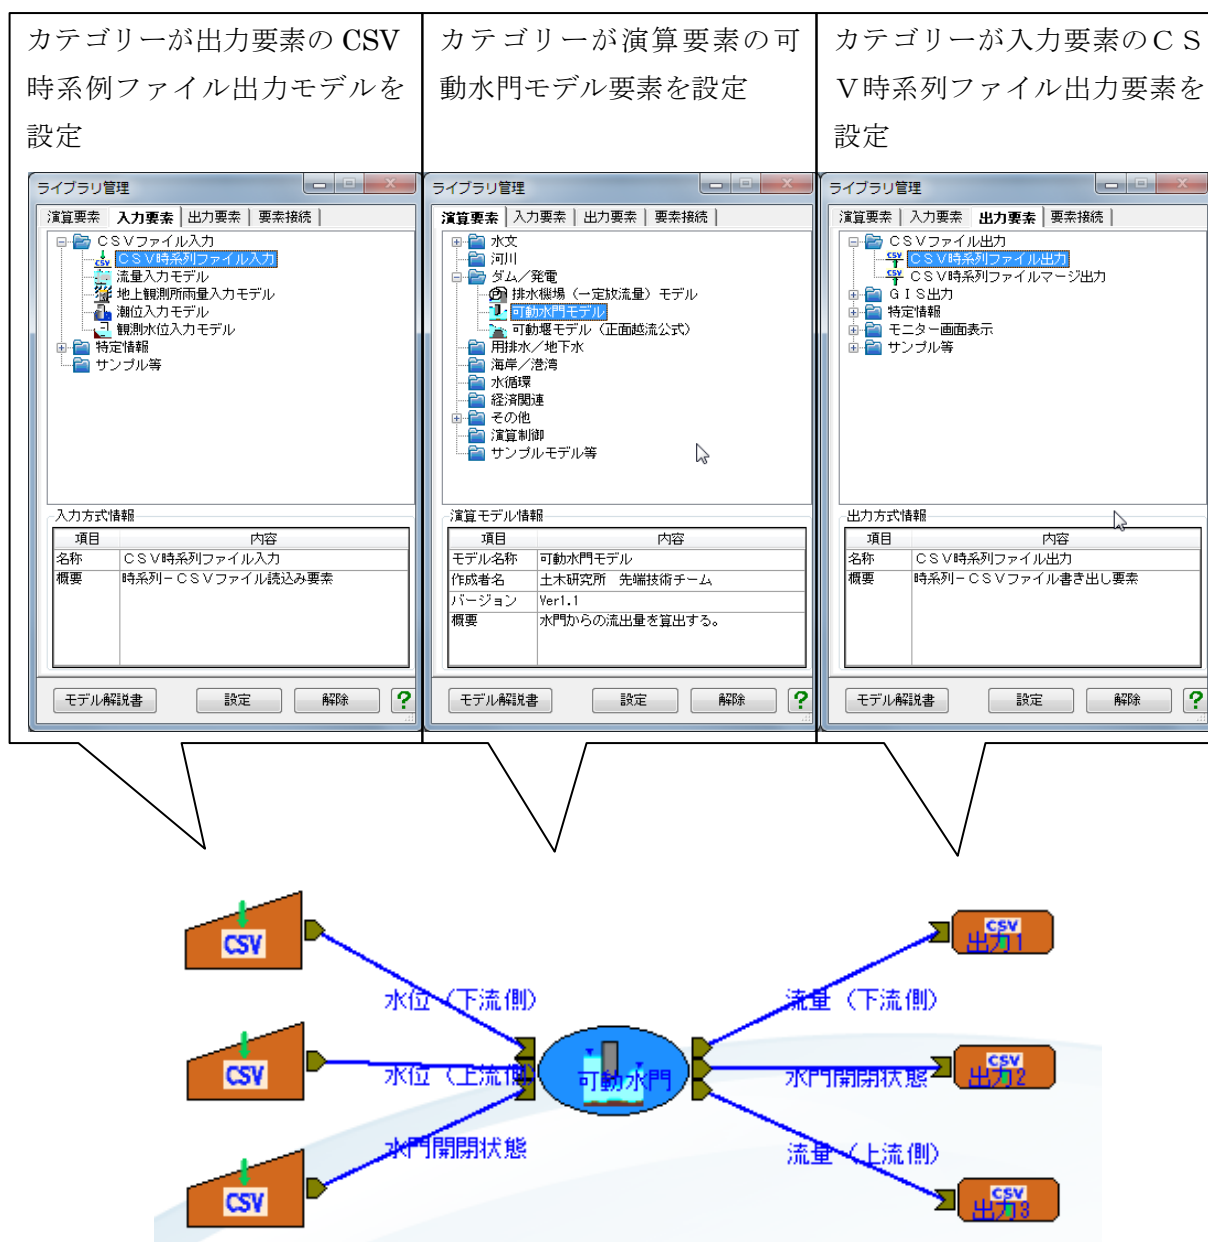 カテゴリーが出力要素の CSV
時系例ファイル出力モデルを
設定
カテゴリーが演算要素の可
動水門モデル要素を設定
カテゴリーが入力要素のＣＳ
Ｖ時系列ファイル出力要素を
設定
ライブラリ管理
演算要素 入力要素 出力要素 要素接続
ＣＳＶファイル入力
ＣＳＶ時系列ファイル入力
流量入力モデル
地上観測所雨量入力モデル
潮位入力モデル
観測水位入力モデル
特定情報
サンプル等
入力方式情報
項目 内容
名称 ＣＳＶ時系列ファイル入力
概要 時系列－ＣＳＶファイル読込み要素
モデル解説書 設定 解除 ?
ライブラリ管理
演算要素 入力要素 出力要素 要素接続
水文
河川
ダム／発電
排水機場（一定放流量）モデル
可動水門モデル
可動堰モデル（正面越流公式）
用排水／地下水
海岸／港湾
水循環
経済関連
その他
演算制御
サンプルモデル等
演算モデル情報
項目 内容
モデル名称 可動水門モデル
作成者名 土木研究所 先端技術チーム
バージョン Ver1.1
概要 水門からの流出量を算出する。
モデル解説書 設定 解除 ?
ライブラリ管理
演算要素 入力要素 出力要素 要素接続
ＣＳＶファイル出力
ＣＳＶ時系列ファイル出力
ＣＳＶ時系列ファイルマージ出力
ＧＩＳ出力
特定情報
モニター画面表示
サンプル等
出力方式情報
項目 内容
名称 ＣＳＶ時系列ファイル出力
概要 時系列－ＣＳＶファイル書き出し要素
モデル解説書 設定 解除 ?
CSV
水位（下流側）
流量（下流側）
CSV
出力1
CSV
水位（上流側）
可動水門
水門開閉状態
CSV
出力2
CSV
水門開閉状態
流量（上流側）
CSV
出力3